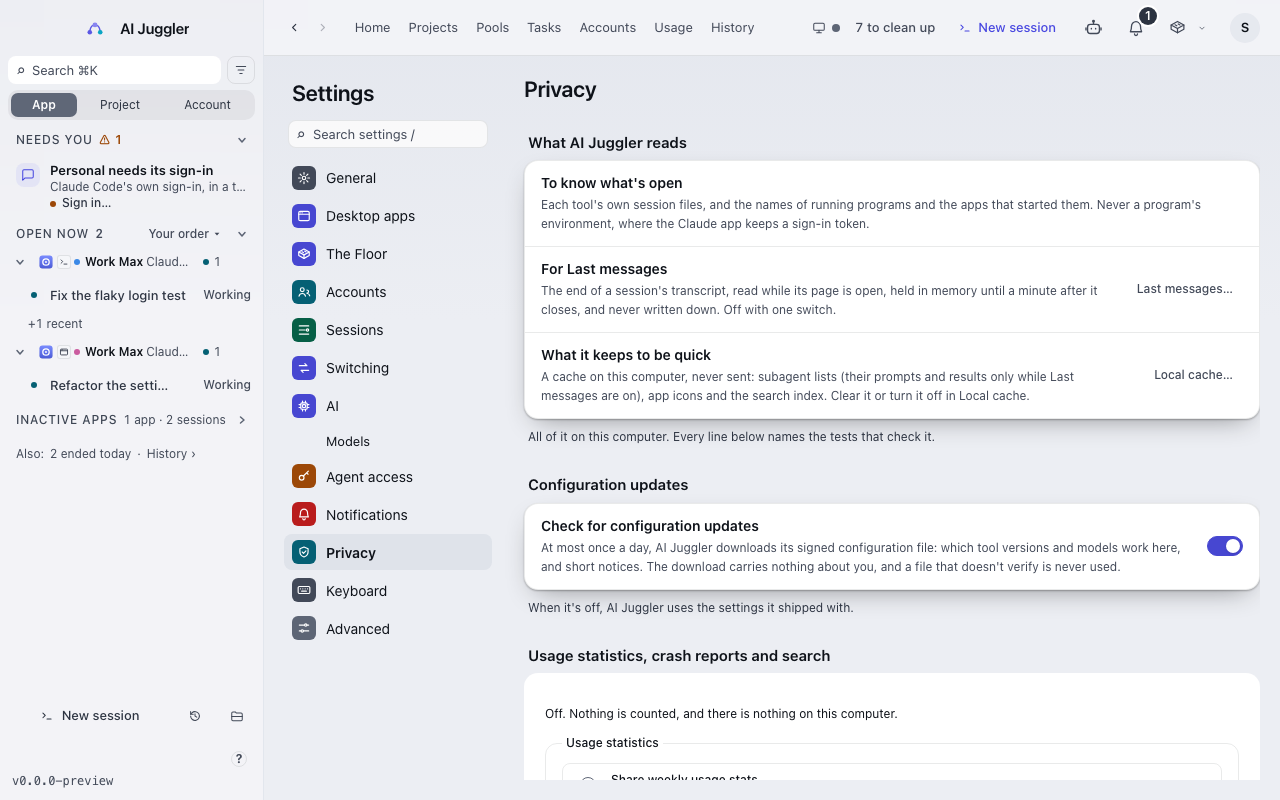 AI Juggler
Search ⌘K
App Project Account
NEEDS YOU 1
Personal needs its sign-in
Claude Code's own sign-in, in a t...
Sign in...
OPEN NOW 2 Your order
Work Max Claud... 1
Fix the flaky login test Working
+1 recent
Work Max Claud... 1
Refactor the setti... Working
INACTIVE APPS 1 app · 2 sessions
Also: 2 ended today · History ›
New session
?
v0.0.0-preview
Home Projects Pools Tasks Accounts Usage History
7 to clean up
New session
1
S
Settings
Search settings /
General
Desktop apps
The Floor
Accounts
Sessions
Switching
AI
Models
Agent access
Notifications
Privacy
Keyboard
Advanced
Privacy
What AI Juggler reads
To know what's open
Each tool's own session files, and the names of running programs and the apps that started them. Never a program's
environment, where the Claude app keeps a sign-in token.
For Last messages
The end of a session's transcript, read while its page is open, held in memory until a minute after it
closes, and never written down. Off with one switch.
Last messages...
What it keeps to be quick
A cache on this computer, never sent: subagent lists (their prompts and results only while Last
messages are on), app icons and the search index. Clear it or turn it off in Local cache.
Local cache...
All of it on this computer. Every line below names the tests that check it.
Configuration updates
Check for configuration updates
At most once a day, AI Juggler downloads its signed configuration file: which tool versions and models work here,
and short notices. The download carries nothing about you, and a file that doesn't verify is never used.
When it's off, AI Juggler uses the settings it shipped with.
Usage statistics, crash reports and search
Off. Nothing is counted, and there is nothing on this computer.
Usage statistics
Share weekly usage stats